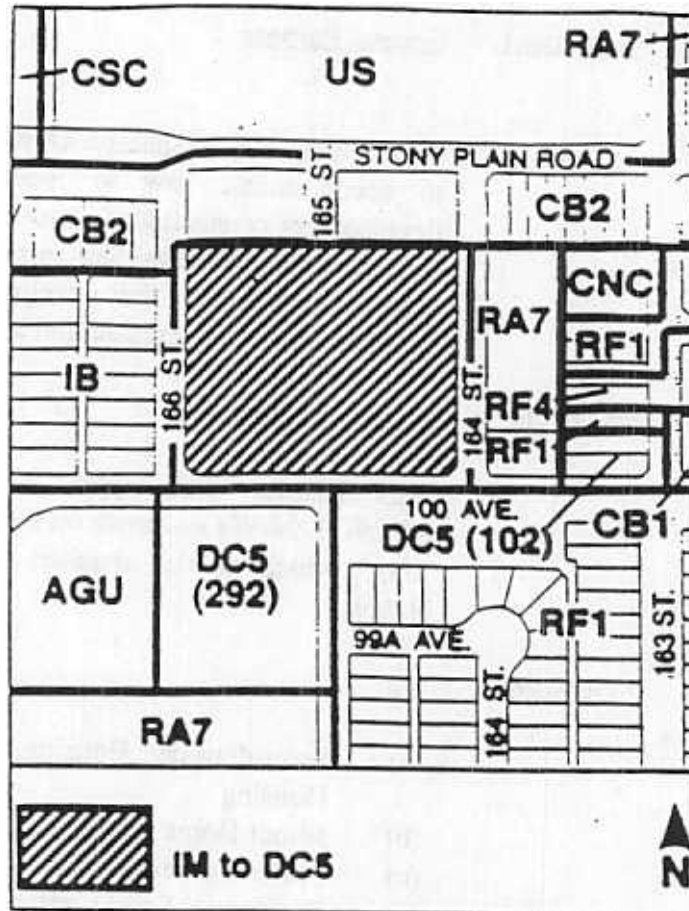 RA7
CSC
US
STONY PLAIN ROAD
165 ST.
CB2
CB2
CNC
RA7
RF1
IB
166 ST.
164 ST.
RF4
RF1
100 AVE.
DC5 (102)
CB1
AGU
DC5
(292)
RF1
99A AVE.
163 ST.
164 ST.
RA7
IM to DC5
N